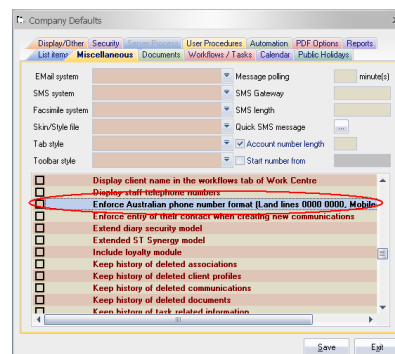 Company Defaults
Display/Other Security Server Process User Procedures Automation PDF Options Reports
List items Miscellaneous Documents Workflows / Tasks Calendar Public Holidays
EMail system Message polling minute(s)
SMS system SMS Gateway
Facsimile system SMS length
Skin/Style file Quick SMS message ...
Tab style Account number length
Toolbar style Start number from
Display client name in the workflows tab of Work Centre
Display staff telephone numbers
Enforce Australian phone number format (Land lines 0000 0000, Mobile
Enforce entry of their contact when creating new communications
Extend diary security model
Extended ST Synergy model
Include loyalty module
Keep history of deleted associations
Keep history of deleted client profiles
Keep history of deleted communications
Keep history of deleted documents
Keep history of task related information
Save Exit